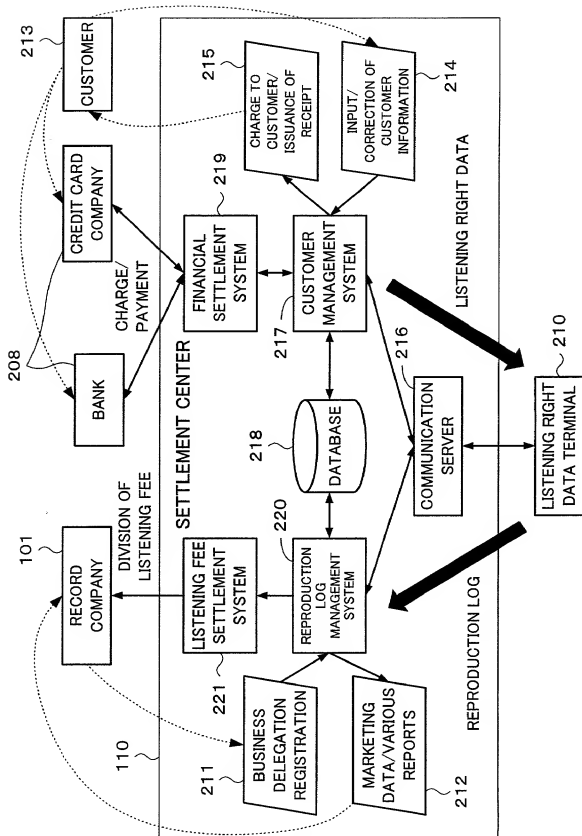 213
CUSTOMER
CREDIT CARD
COMPANY
208
BANK
CHARGE/
PAYMENT
101
RECORD
COMPANY
DIVISION OF
LISTENING FEE
110
SETTLEMENT CENTER
215
CHARGE TO
CUSTOMER/
ISSUANCE OF
RECEIPT
214
INPUT/
CORRECTION OF
CUSTOMER
INFORMATION
219
FINANCIAL
SETTLEMENT
SYSTEM
217
CUSTOMER
MANAGEMENT
SYSTEM
218
DATABASE
221
LISTENING FEE
SETTLEMENT
SYSTEM
220
REPRODUCTION
LOG
MANAGEMENT
SYSTEM
211
BUSINESS
DELEGATION
REGISTRATION
212
MARKETING
DATA/VARIOUS
REPORTS
216
COMMUNICATION
SERVER
LISTENING RIGHT DATA
REPRODUCTION LOG
210
LISTENING RIGHT
DATA TERMINAL